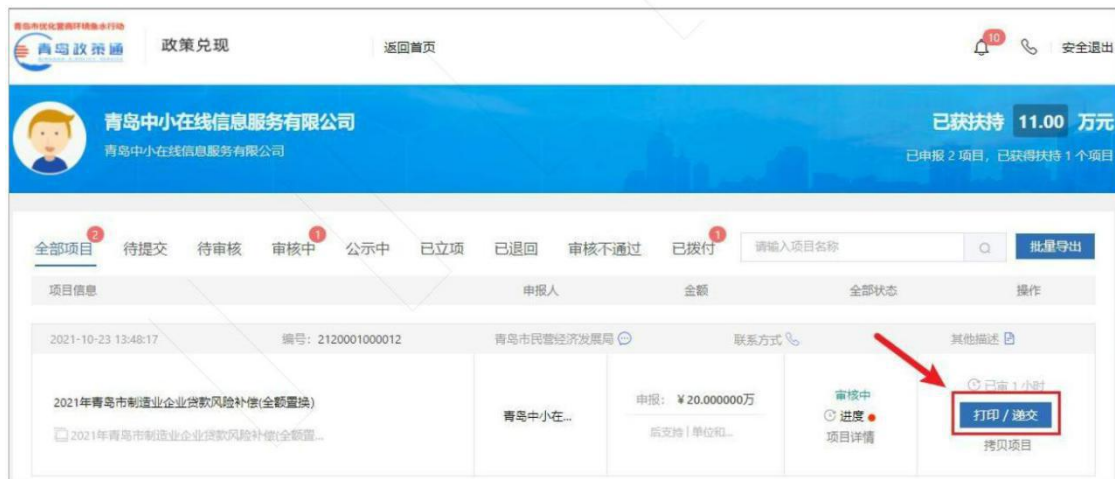 青岛市优化营商环境集水行动
青岛政策通
政策兑现
返回首页
10
安全退出
青岛中小在线信息服务有限公司
青岛中小在线信息服务有限公司
已获扶持 11.00 万元
已申报 2 项目，已获得扶持 1 个项目
全部项目 2 待提交 待审核 审核中 1 公示中 已立项 已退回 审核不通过 已拨付 1 请输入项目名称 批量导出
项目信息 申报人 金额 全部状态 操作
2021-10-23 13:48:17 编号：2120001000012 青岛市民营经济发展局 联系方式 其他描述
2021年青岛市制造业企业贷款风险补偿(全额置换)
2021年青岛市制造业企业贷款风险补偿(全额置...
青岛中小在...
申报：￥20.000000万
后支持 | 单位和...
审核中
进度
项目详情
已审 1 小时
打印 / 递交
拷贝项目